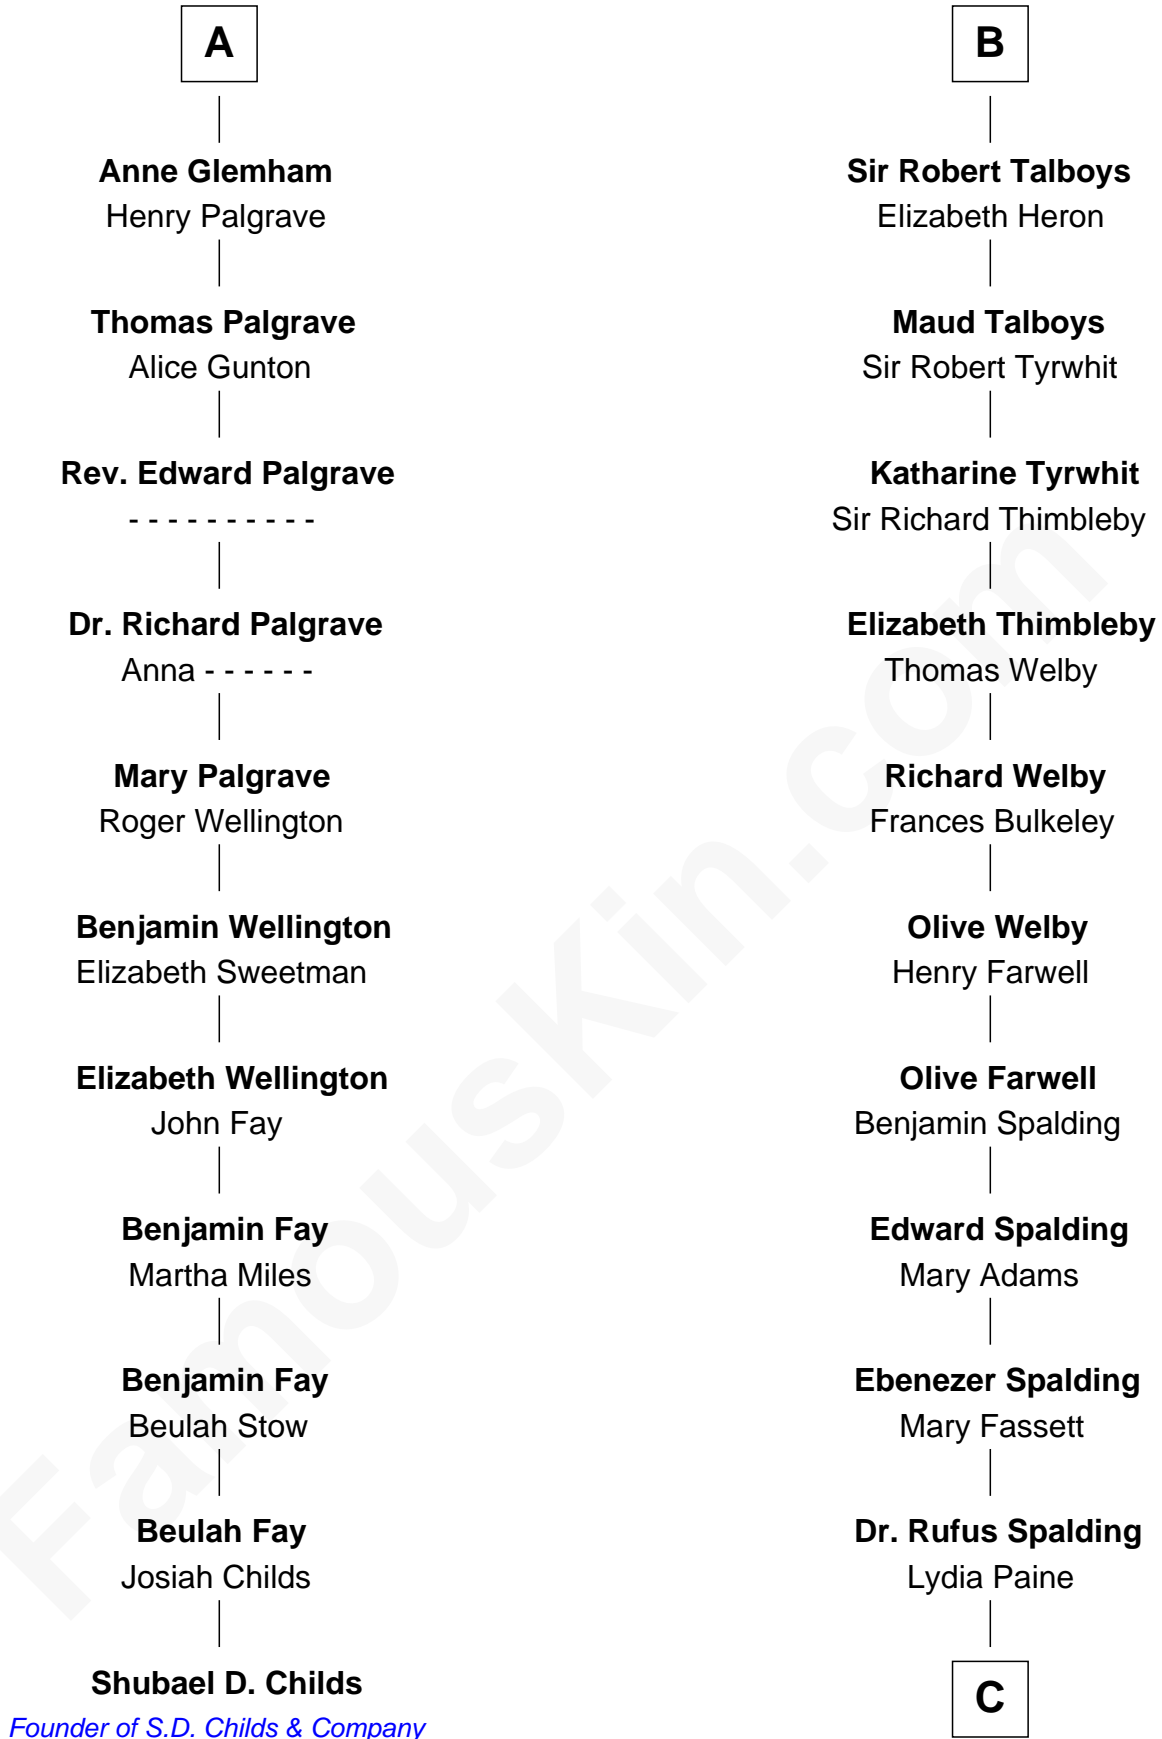 A
Anne Glemham
Henry Palgrave
Thomas Palgrave
Alice Gunton
Rev. Edward Palgrave
- - - - - - - - - -
Dr. Richard Palgrave
Anna - - - - - -
Mary Palgrave
Roger Wellington
Benjamin Wellington
Elizabeth Sweetman
Elizabeth Wellington
John Fay
Benjamin Fay
Martha Miles
Benjamin Fay
Beulah Stow
Beulah Fay
Josiah Childs
Shubael D. Childs
Founder of S.D. Childs & Company
B
Sir Robert Talboys
Elizabeth Heron
Maud Talboys
Sir Robert Tyrwhit
Katharine Tyrwhit
Sir Richard Thimbleby
Elizabeth Thimbleby
Thomas Welby
Richard Welby
Frances Bulkeley
Olive Welby
Henry Farwell
Olive Farwell
Benjamin Spalding
Edward Spalding
Mary Adams
Ebenezer Spalding
Mary Fassett
Dr. Rufus Spalding
Lydia Paine
C
FamousKin.com